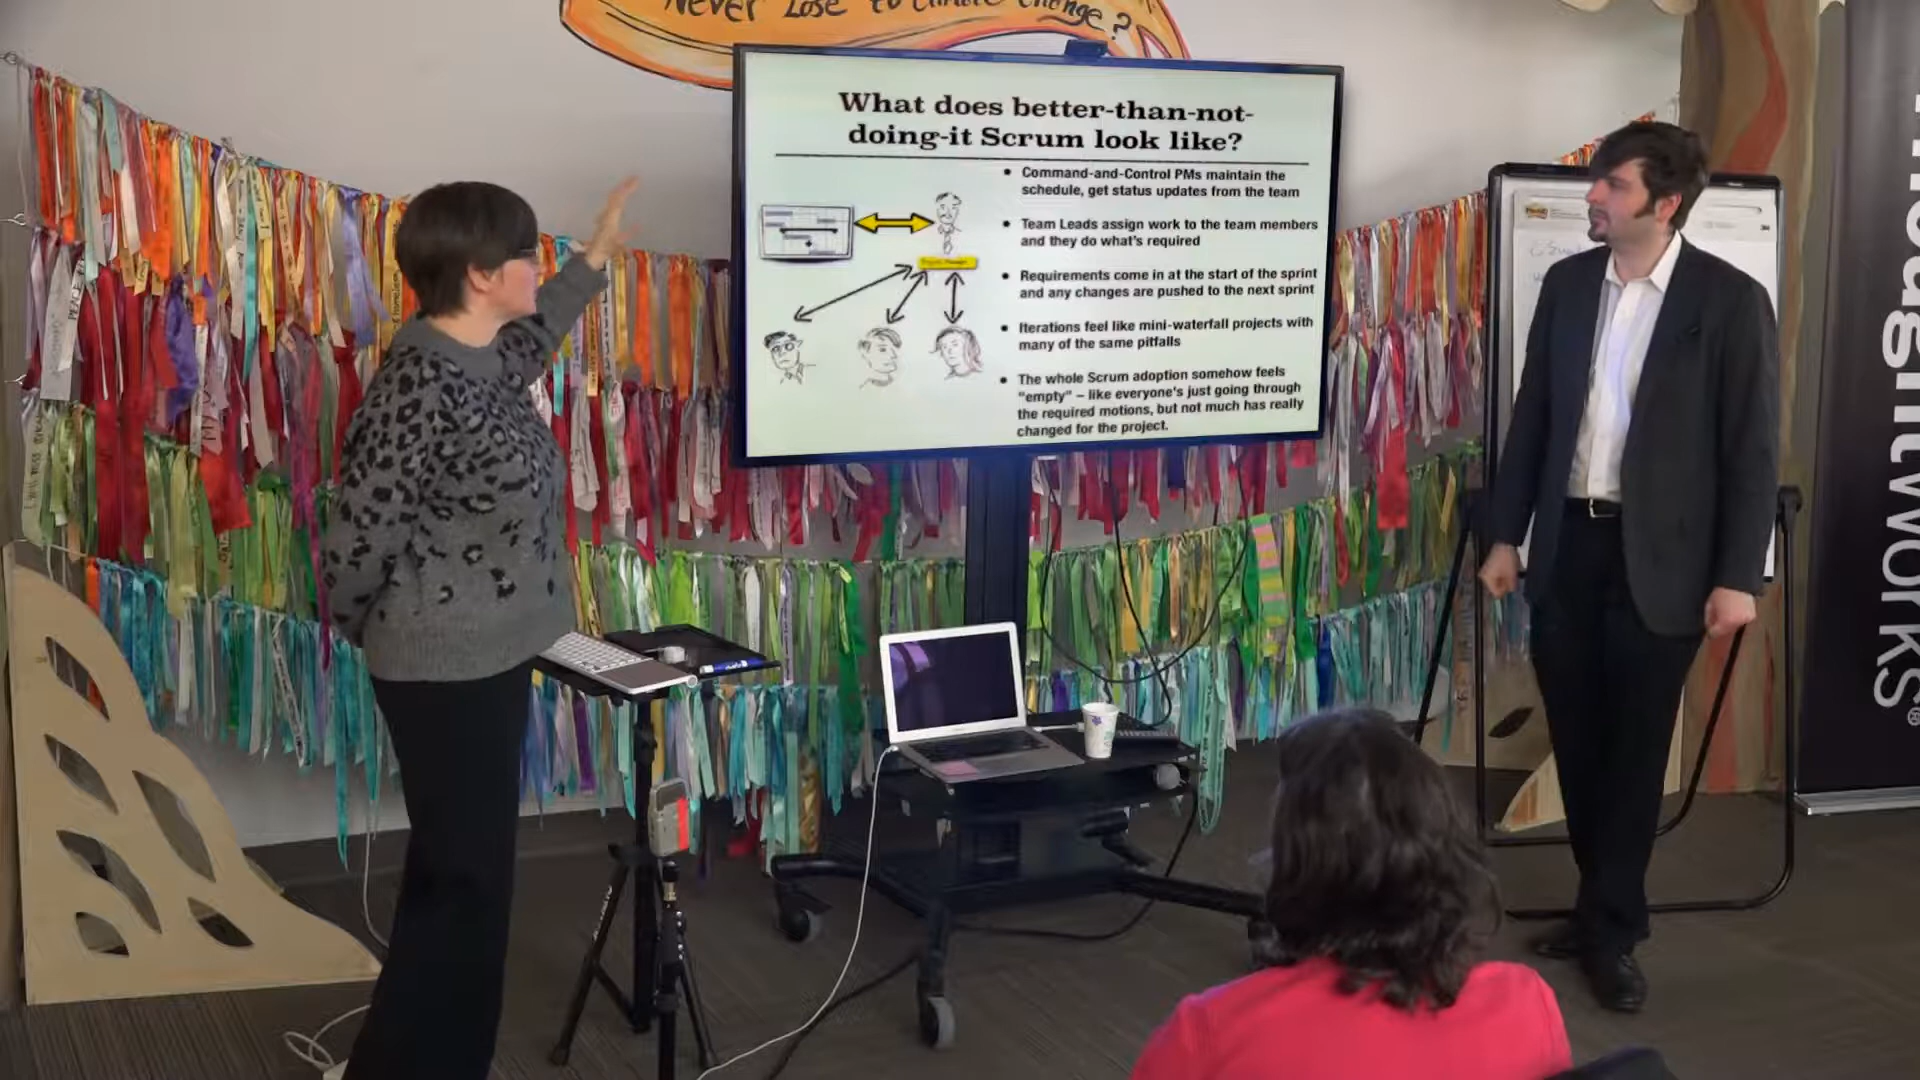 Never Lose to Climate Change?
What does better-than-not-
doing-it Scrum look like?
Command-and-Control PMs maintain the
schedule, get status updates from the team
Team Leads assign work to the team members
and they do what's required
Requirements come in at the start of the sprint
and any changes are pushed to the next sprint
Iterations feel like mini-waterfall projects with
many of the same pitfalls
The whole Scrum adoption somehow feels
"empty" – like everyone's just going through
the required motions, but not much has really
changed for the project.
Project Manager
ThoughtWorks®